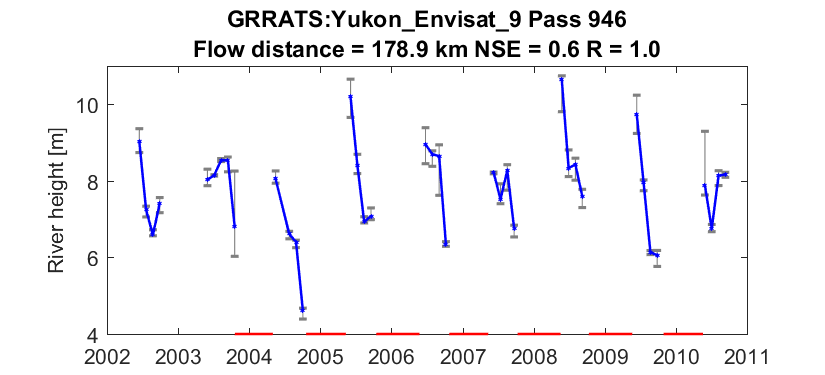 GRRATS:Yukon_Envisat_9 Pass 946
Flow distance = 178.9 km NSE = 0.6 R = 1.0
River height [m]
10
8
6
4
2002 2003 2004 2005 2006 2007 2008 2009 2010 2011